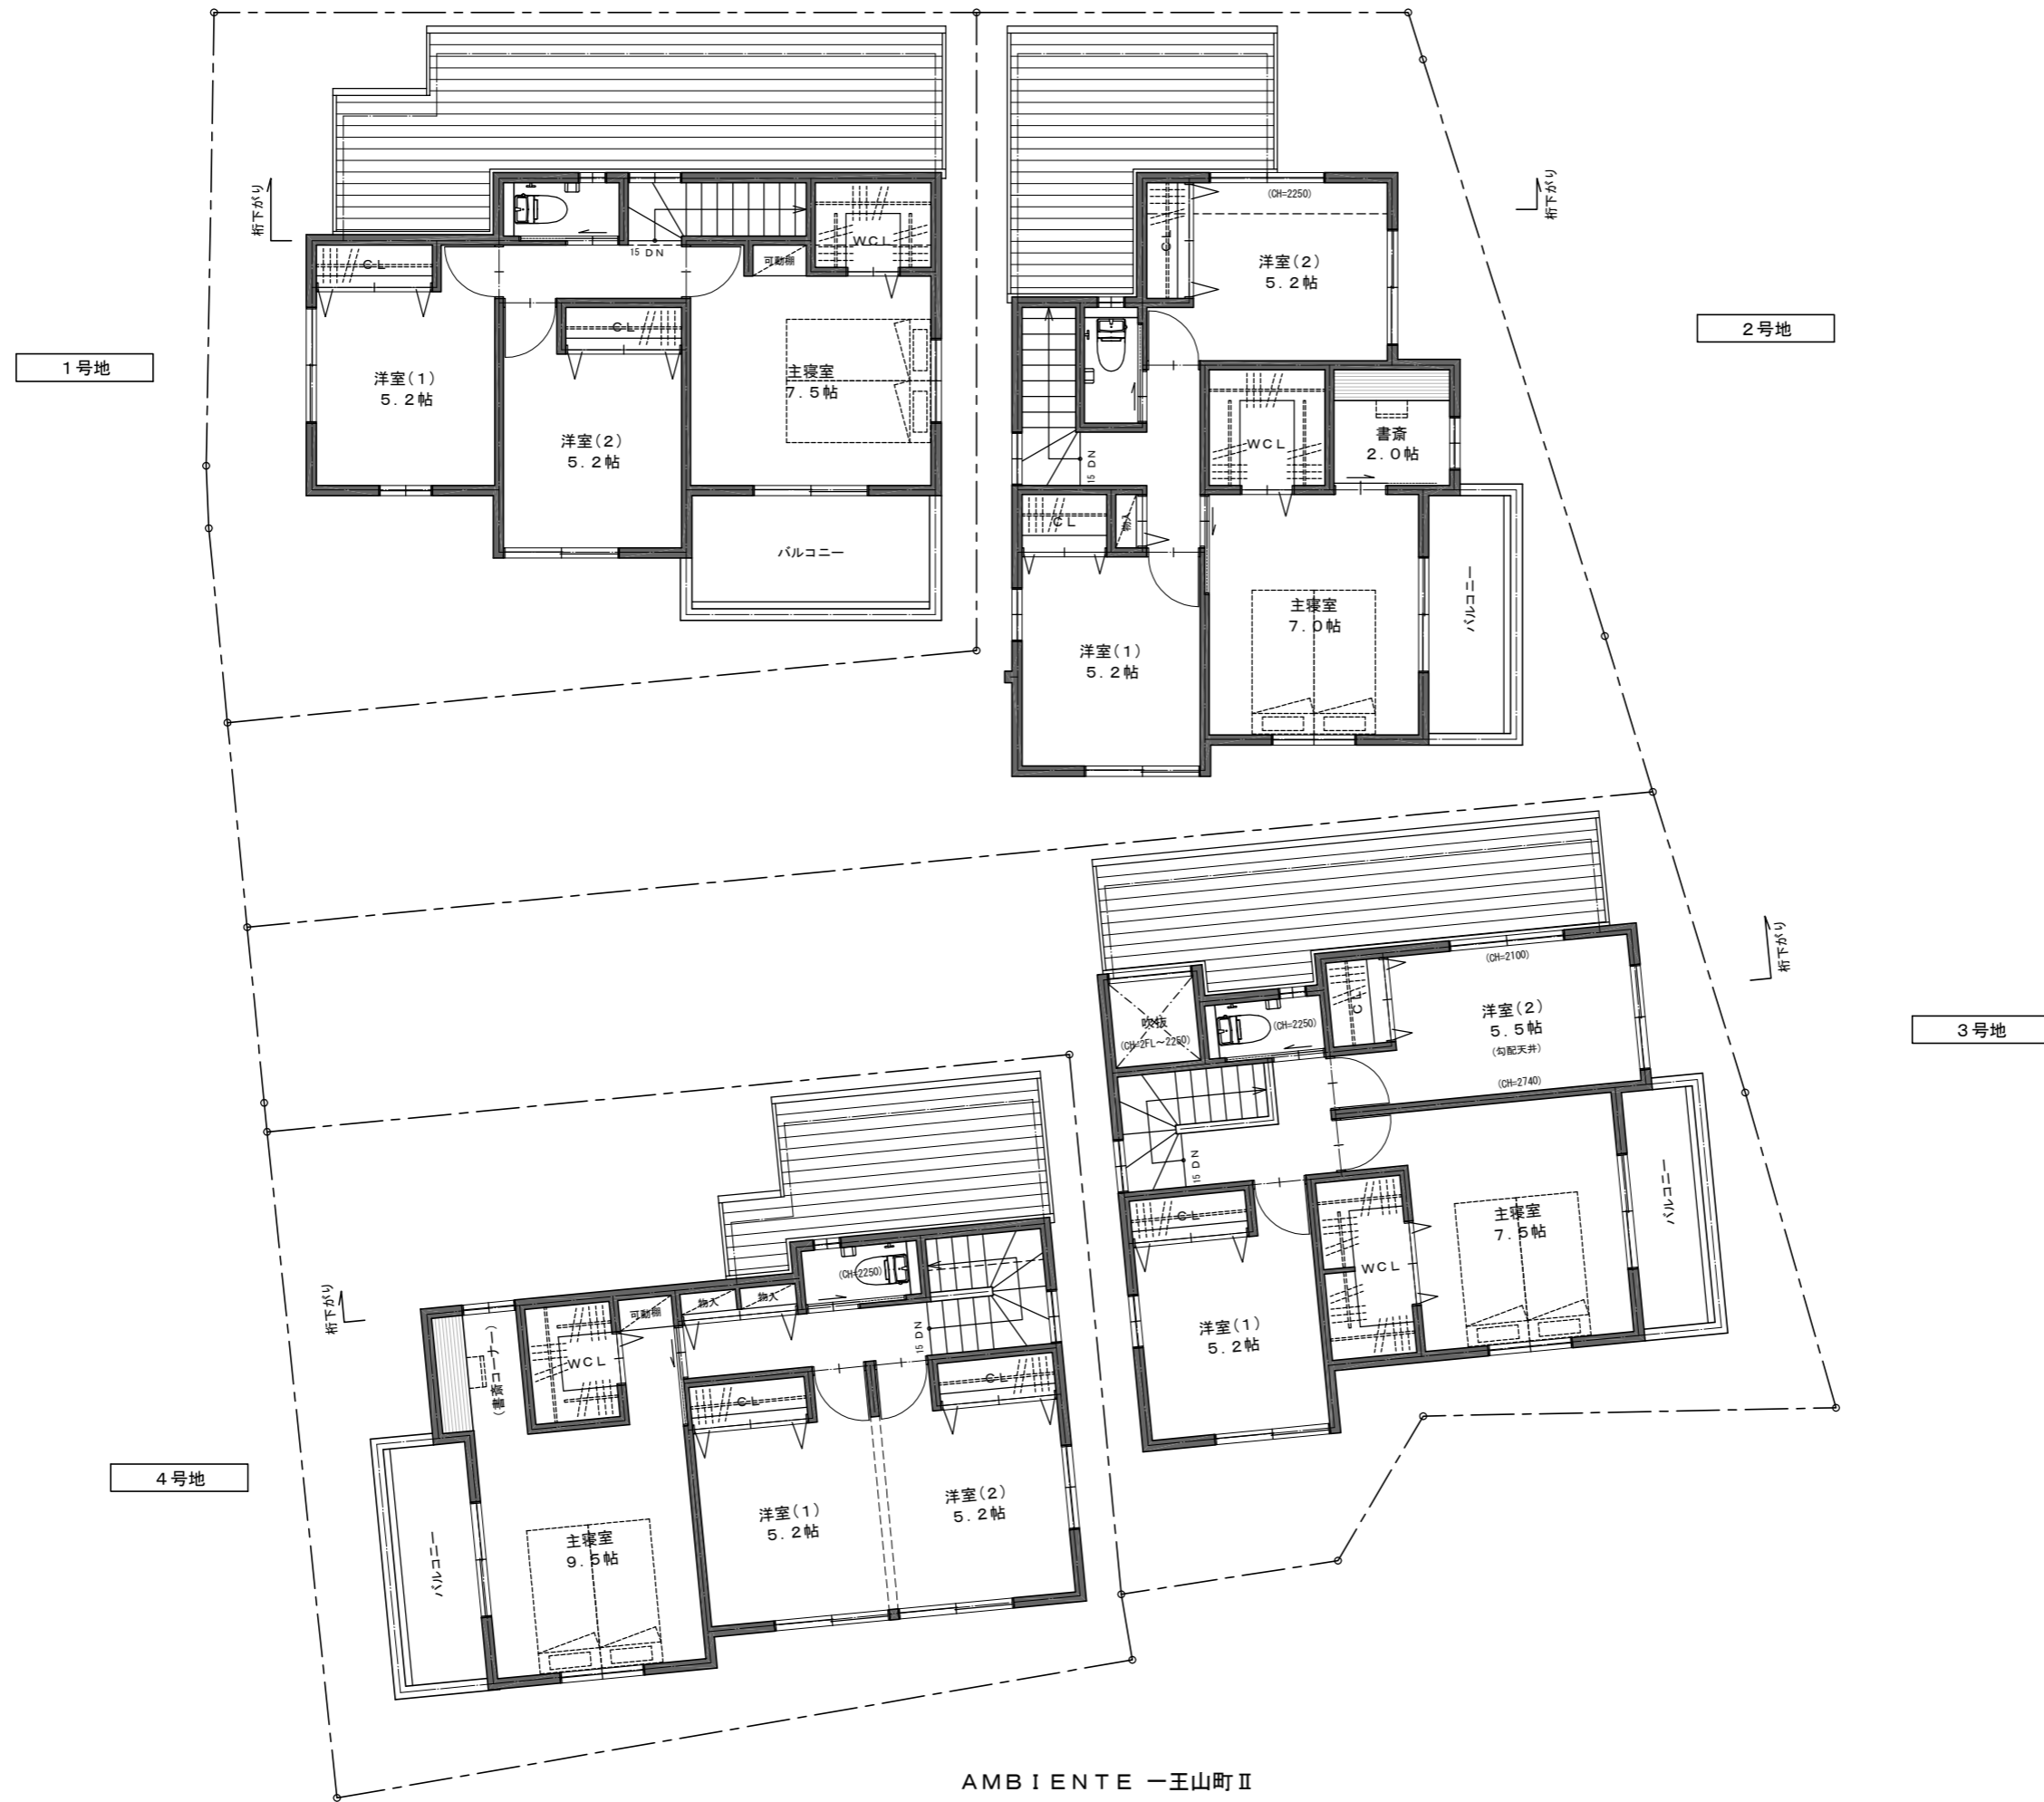 1号地
桁下がり
CL
15 DN
可動棚
WCL
洋室(1)
5.2帖
CL
洋室(2)
5.2帖
主寝室
7.5帖
バルコニー
2号地
桁下がり
(CH=2250)
CL
洋室(2)
5.2帖
WCL
書斎
2.0帖
15 DN
CL
物入
主寝室
7.0帖
バルコニー
洋室(1)
5.2帖
3号地
桁下がり
(CH=2100)
吹抜
(CH=2FL～2250)
(CH=2250)
CL
洋室(2)
5.5帖
(勾配天井)
(CH=2740)
15 DN
CL
WCL
主寝室
7.5帖
バルコニー
洋室(1)
5.2帖
4号地
桁下がり
(CH=2250)
(書斎コーナー)
WCL
可動棚
物入
物入
15 DN
CL
CL
洋室(1)
5.2帖
洋室(2)
5.2帖
主寝室
9.5帖
バルコニー
AMBIENTE 一王山町Ⅱ